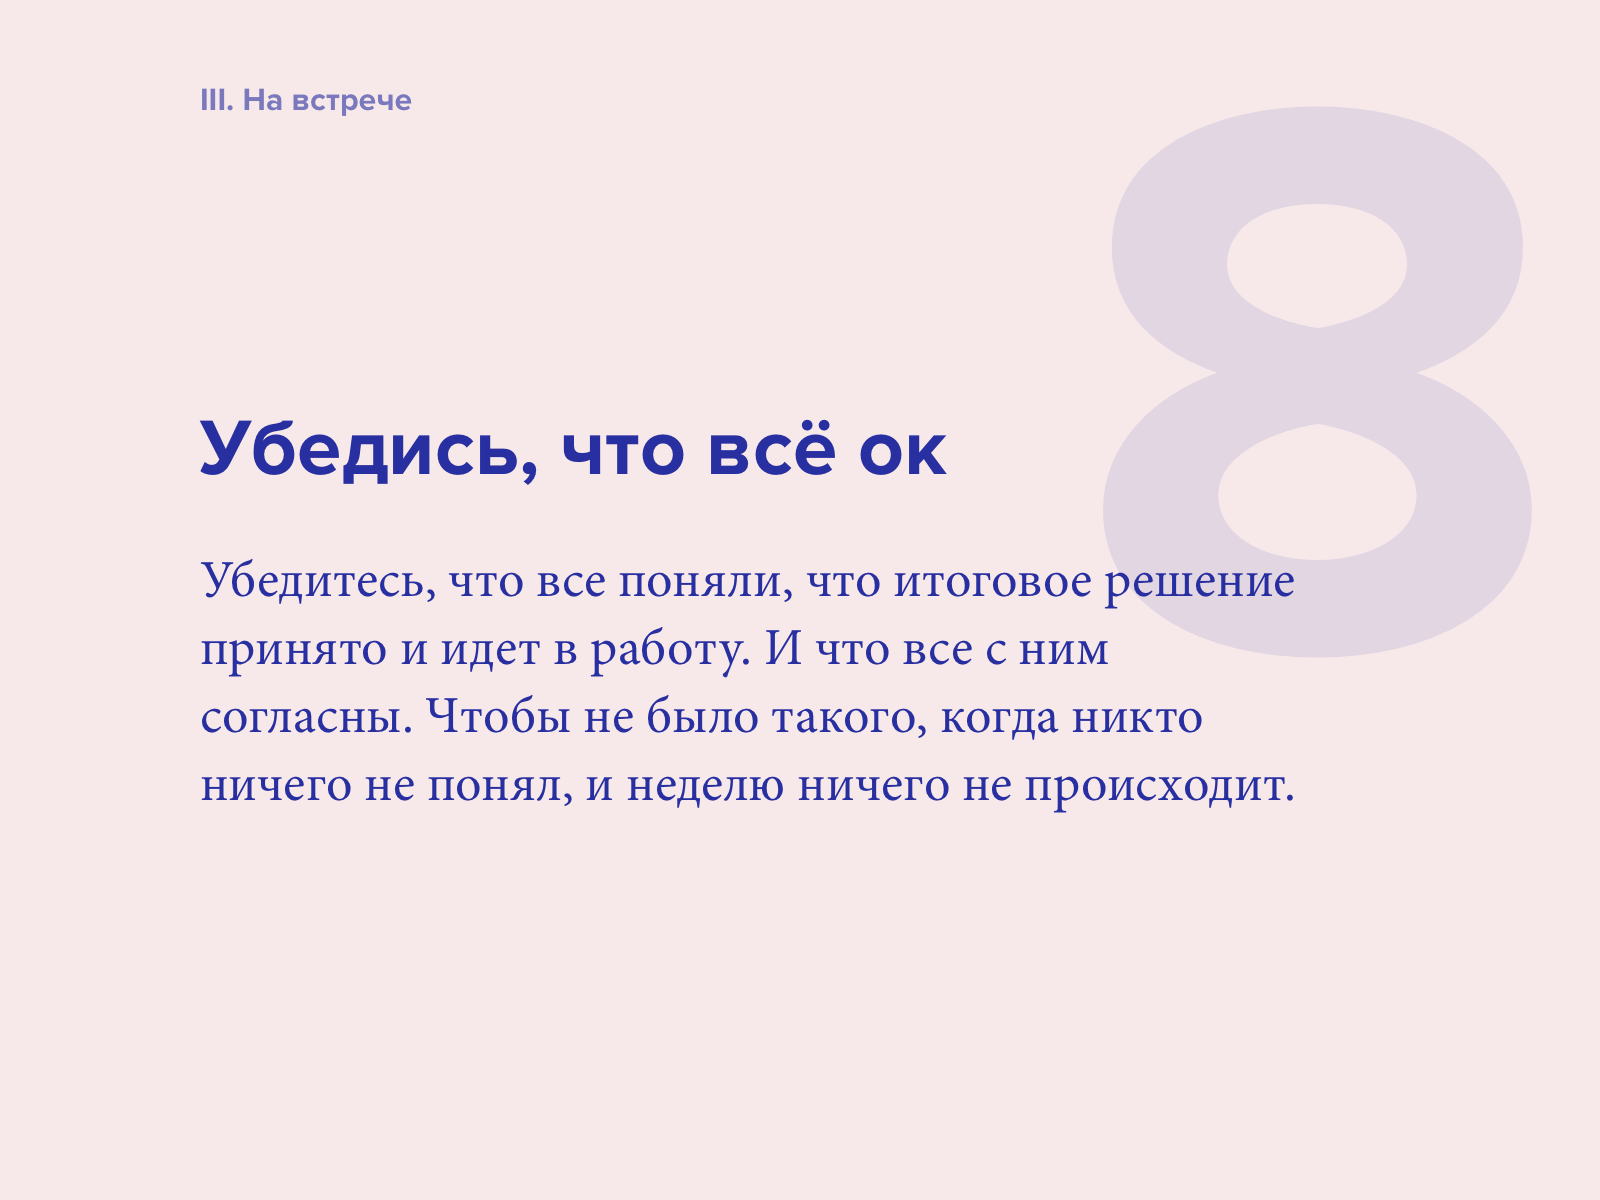 III. На встрече
8
Убедись, что всё ок
Убедитесь, что все поняли, что итоговое решение
принято и идет в работу. И что все с ним
согласны. Чтобы не было такого, когда никто
ничего не понял, и неделю ничего не происходит.